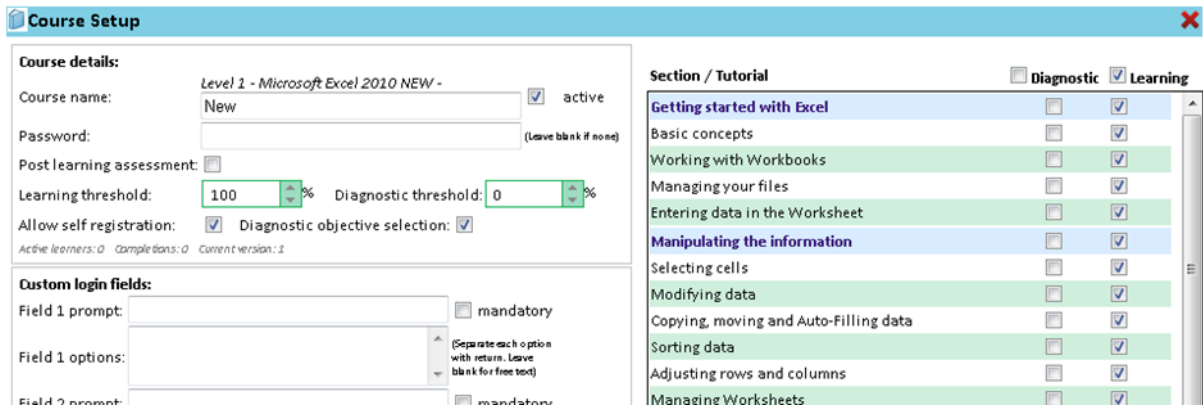 Course Setup
Course details:
Level 1 - Microsoft Excel 2010 NEW -
Course name:
New
active
Password:
(Leave blank if none)
Post learning assessment:
Learning threshold: 100 % Diagnostic threshold: 0 %
Allow self registration: Diagnostic objective selection:
Active learners: 0 Completions: 0 Current version: 1
Custom login fields:
Field 1 prompt: mandatory
Field 1 options:
(Separate each option
with return. Leave
blank for free text)
Field 2 prompt: mandatory
Section / Tutorial Diagnostic Learning
Getting started with Excel
Basic concepts
Working with Workbooks
Managing your files
Entering data in the Worksheet
Manipulating the information
Selecting cells
Modifying data
Copying, moving and Auto-Filling data
Sorting data
Adjusting rows and columns
Managing Worksheets